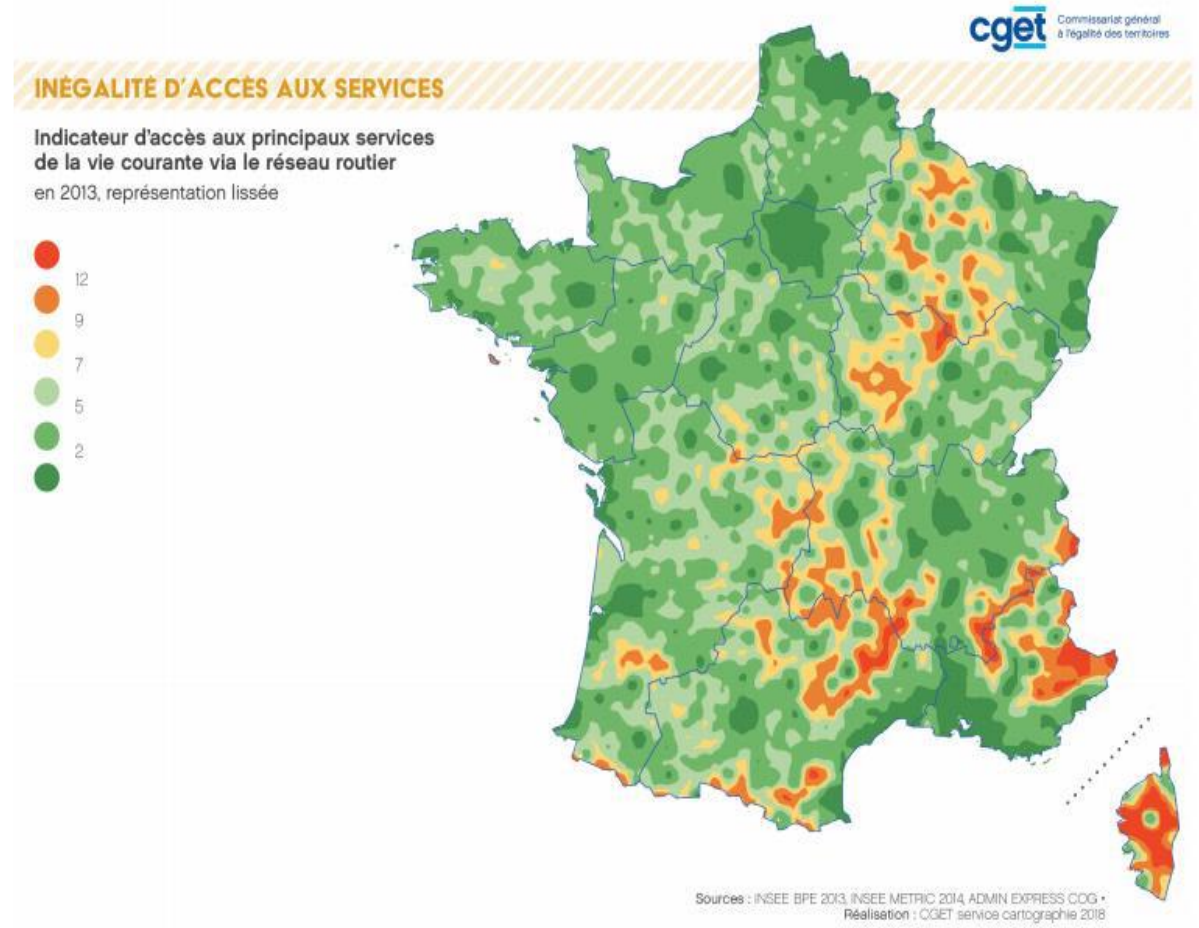 cget
Commissariat général
à l'égalité des territoires
INÉGALITÉ D'ACCÈS AUX SERVICES
Indicateur d'accès aux principaux services
de la vie courante via le réseau routier
en 2013, représentation lissée
12
9
7
5
2
Sources : INSEE BPE 2013, INSEE METRIC 2014, ADMIN EXPRESS COG •
Réalisation : CGET service cartographie 2018